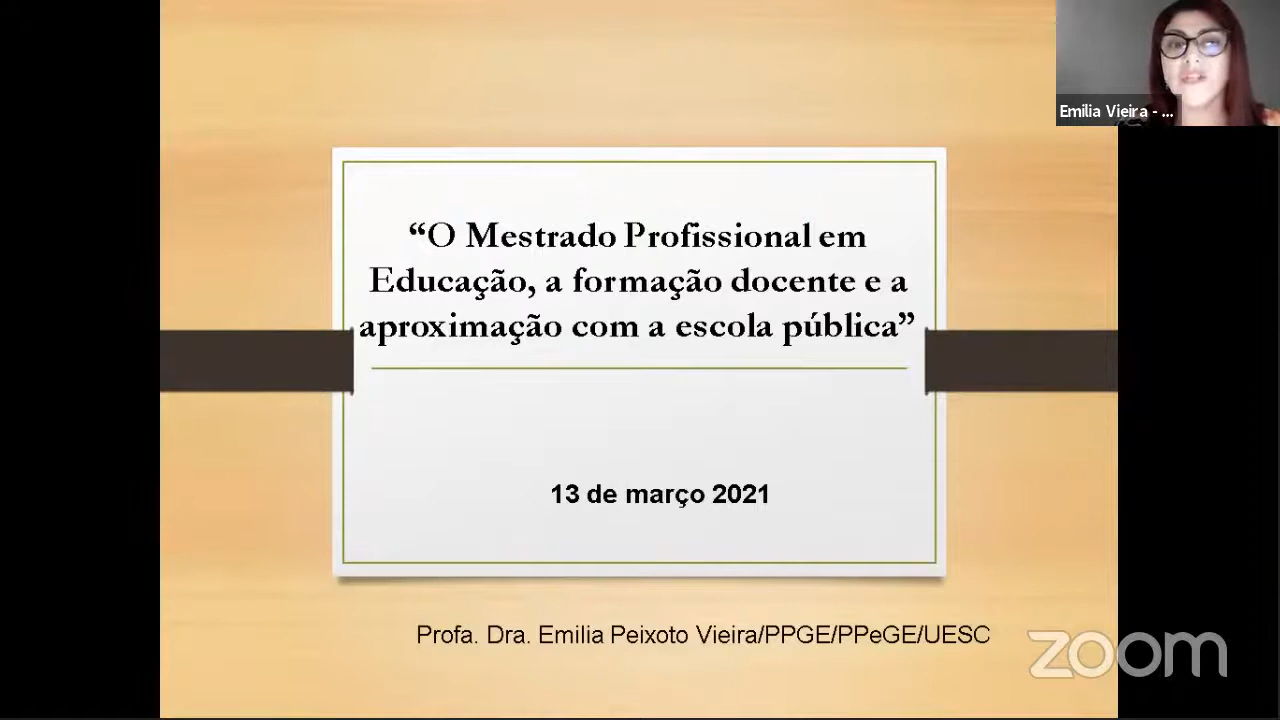 Emilia Vieira - ...
“O Mestrado Profissional em
Educação, a formação docente e a
aproximação com a escola pública”
13 de março 2021
Profa. Dra. Emilia Peixoto Vieira/PPGE/PPeGE/UESC
zoom